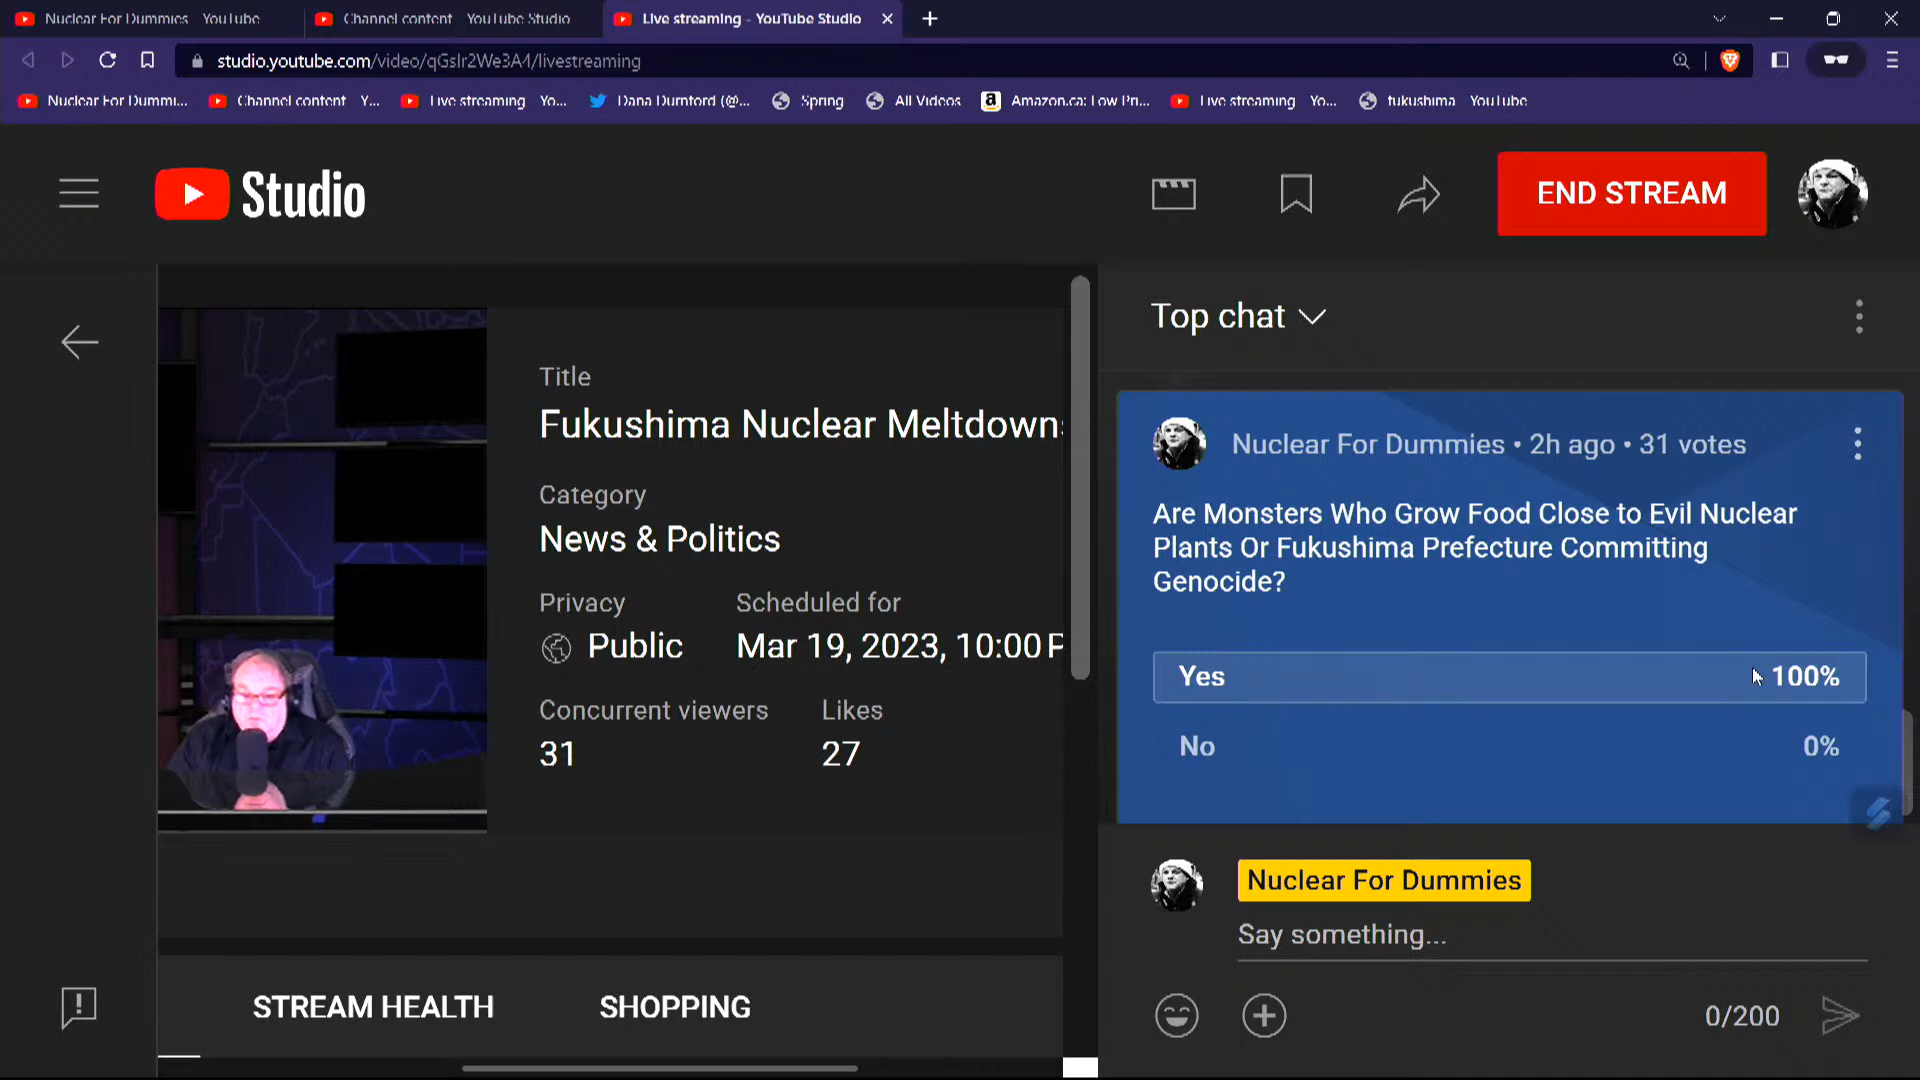 Nuclear For Dummies YouTube
Channel content YouTube Studio
Live streaming - YouTube Studio
studio.youtube.com/video/qGsIr2We3A4/livestreaming
Nuclear For Dummi...
Channel content Y...
Live streaming Yo...
Dana Durnford (@...
Spring
All Videos
Amazon.ca: Low Pri...
Live streaming Yo...
fukushima YouTube
Studio
END STREAM
Title
Fukushima Nuclear Meltdowns
Category
News & Politics
Privacy
Scheduled for
Public
Mar 19, 2023, 10:00 P
Concurrent viewers
Likes
31
27
STREAM HEALTH
SHOPPING
Top chat
Nuclear For Dummies • 2h ago • 31 votes
Are Monsters Who Grow Food Close to Evil Nuclear
Plants Or Fukushima Prefecture Committing
Genocide?
Yes 100%
No 0%
Nuclear For Dummies
Say something...
0/200